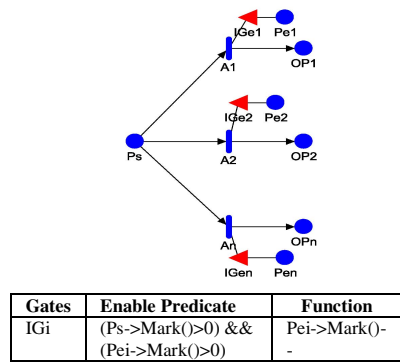 IGe1 Pe1
A1 OP1
IGe2 Pe2
Ps A2 OP2
An OPn
IGen Pen
Gates Enable Predicate Function
IGi (Ps->Mark()>0) && Pei->Mark()-
(Pei->Mark()>0) -